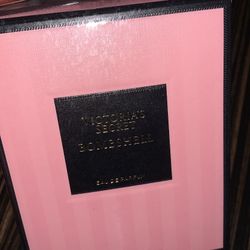 VICTORIA'S
SECRET
BOMBSHELL
EAU DE PARFUM